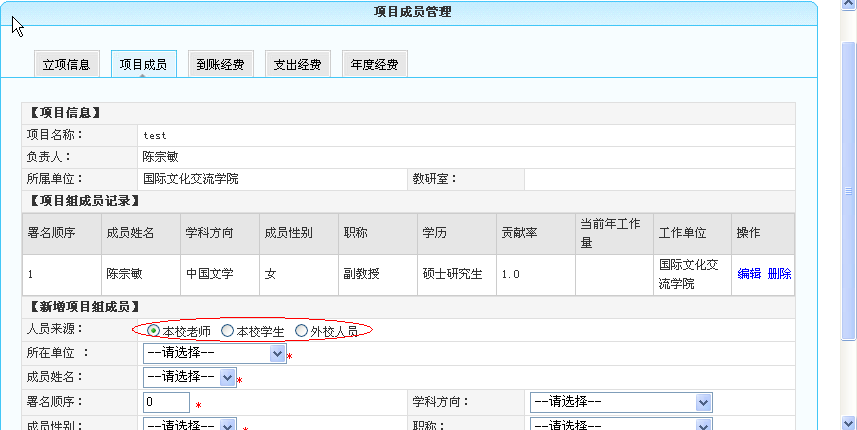 项目成员管理
立项信息 项目成员 到账经费 支出经费 年度经费
【项目信息】
项目名称： test
负责人： 陈宗敏
所属单位： 国际文化交流学院 教研室：
【项目组成员记录】
署名顺序 成员姓名 学科方向 成员性别 职称 学历 贡献率 当前年工作量 工作单位 操作
1 陈宗敏 中国文学 女 副教授 硕士研究生 1.0 国际文化交流学院 编辑 删除
【新增项目组成员】
人员来源： 本校老师 本校学生 外校人员
所在单位 ： --请选择-- *
成员姓名： --请选择-- *
署名顺序： 0 * 学科方向： --请选择--
成员性别： --请选择-- * 职称： --请选择--